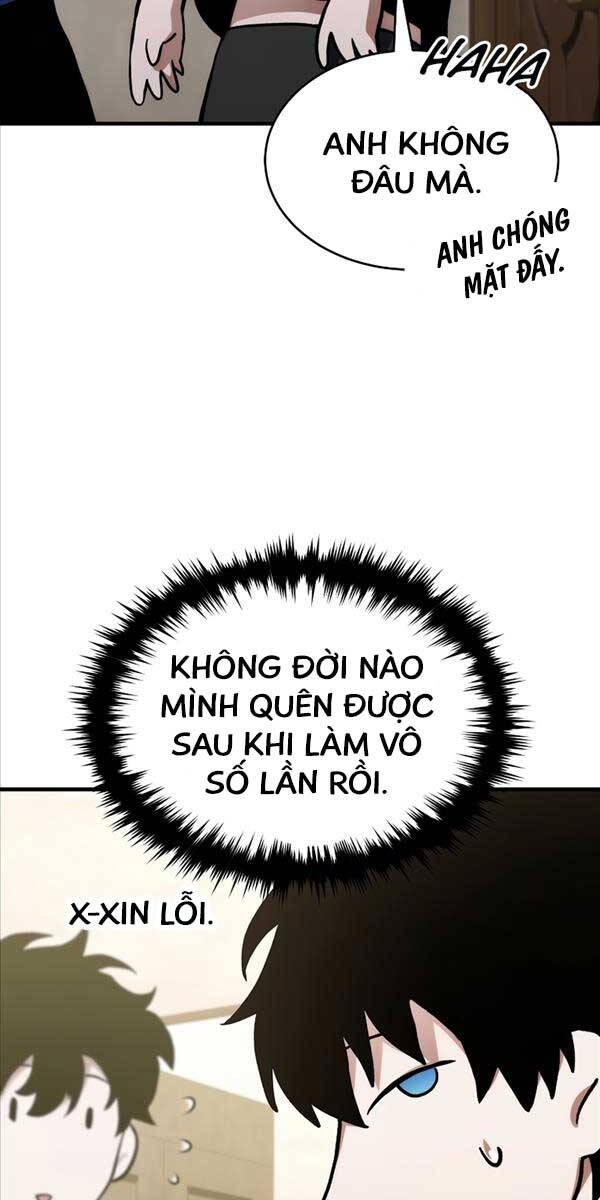 HAHA
ANH KHÔNG
ĐÂU MÀ.
ANH CHÓNG
MẶT ĐẤY.
KHÔNG ĐỜI NÀO
MÌNH QUÊN ĐƯỢC
SAU KHI LÀM VÔ
SỐ LẦN RỒI.
X-XIN LỖI.